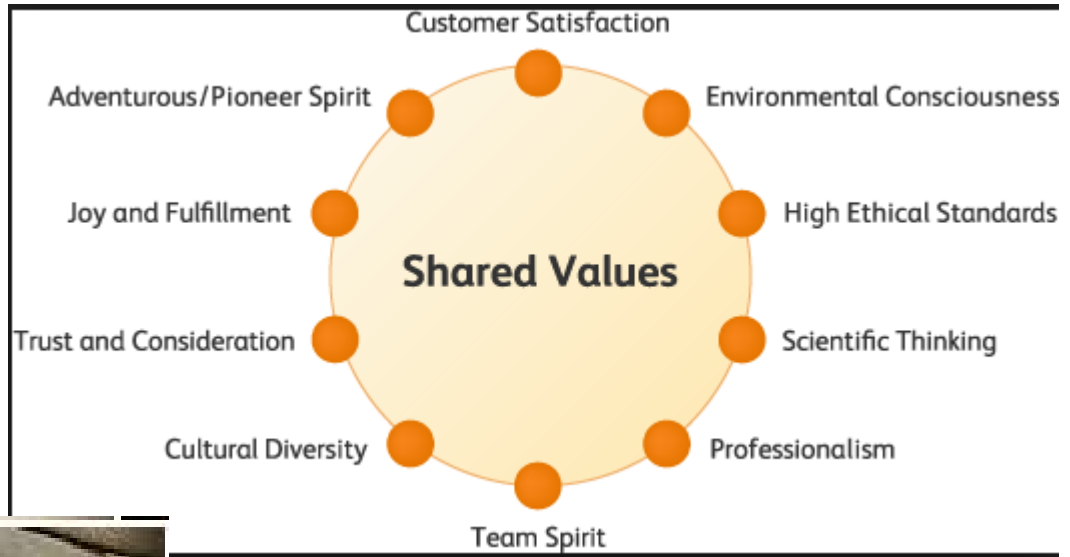 Customer Satisfaction
Adventurous/Pioneer Spirit
Environmental Consciousness
Joy and Fulfillment
High Ethical Standards
Shared Values
Trust and Consideration
Scientific Thinking
Cultural Diversity
Professionalism
Team Spirit